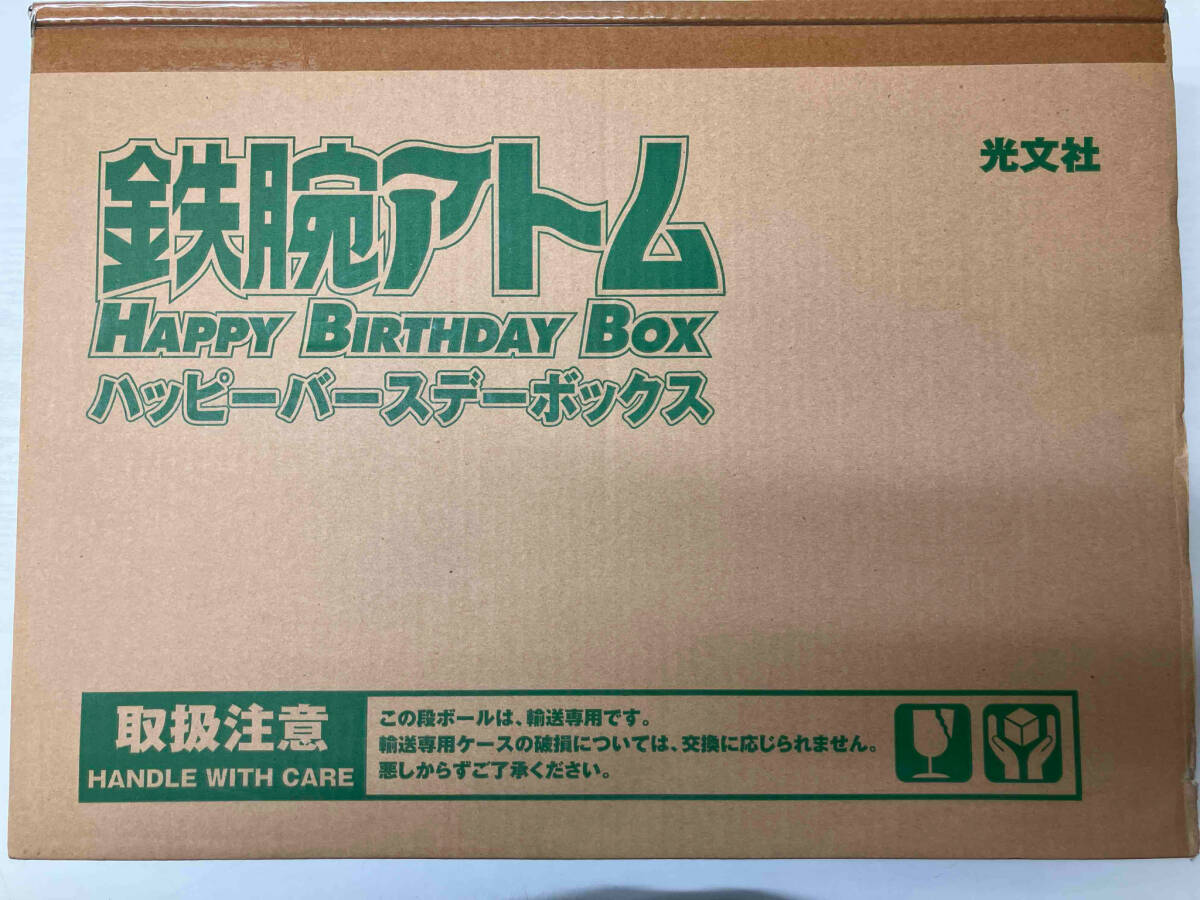 鉄腕アトム
HAPPY BIRTHDAY BOX
ハッピーバースデーボックス
光文社
取扱注意
HANDLE WITH CARE
この段ボールは、輸送専用です。
輸送専用ケースの破損については、交換に応じられません。
悪しからずご了承ください。